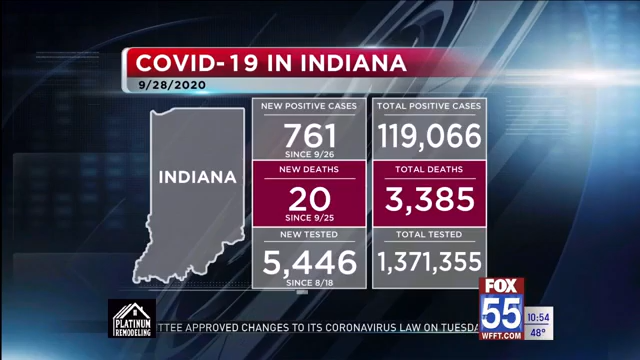 COVID-19 IN INDIANA
9/28/2020
INDIANA
NEW POSITIVE CASES
761
SINCE 9/26
TOTAL POSITIVE CASES
119,066
NEW DEATHS
20
SINCE 9/25
TOTAL DEATHS
3,385
NEW TESTED
5,446
SINCE 8/18
TOTAL TESTED
1,371,355
PLATINUM
REMODELING
TTEE APPROVED CHANGES TO ITS CORONAVIRUS LAW ON TUESDA
FOX
55
WFFT.COM
10:54
48°